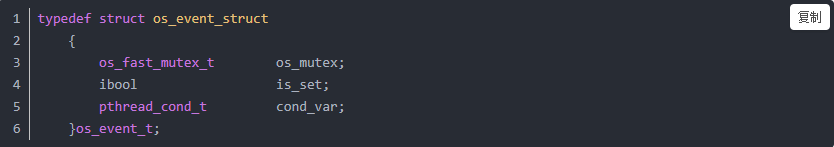 复制
1 typedef struct os_event_struct
2     {
3         os_fast_mutex_t        os_mutex;
4         ibool                  is_set;
5         pthread_cond_t         cond_var;
6     }os_event_t;